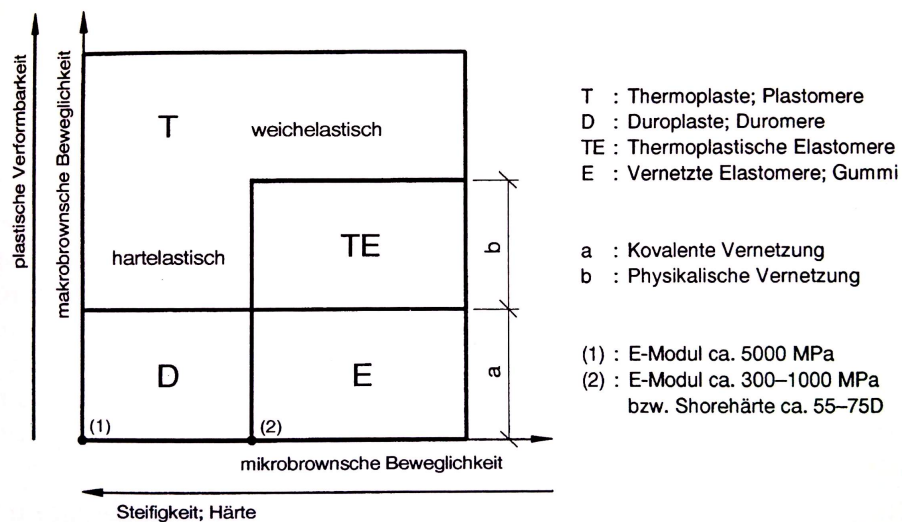 plastische Verformbarkeit
makrobrownsche Beweglichkeit
T
weichelastisch
hartelastisch
TE
b
D
E
a
(1)
(2)
mikrobrownsche Beweglichkeit
Steifigkeit; Härte
T : Thermoplaste; Plastomere
D : Duroplaste; Duromere
TE : Thermoplastische Elastomere
E : Vernetzte Elastomere; Gummi
a : Kovalente Vernetzung
b : Physikalische Vernetzung
(1) : E-Modul ca. 5000 MPa
(2) : E-Modul ca. 300–1000 MPa
bzw. Shorehärte ca. 55–75D